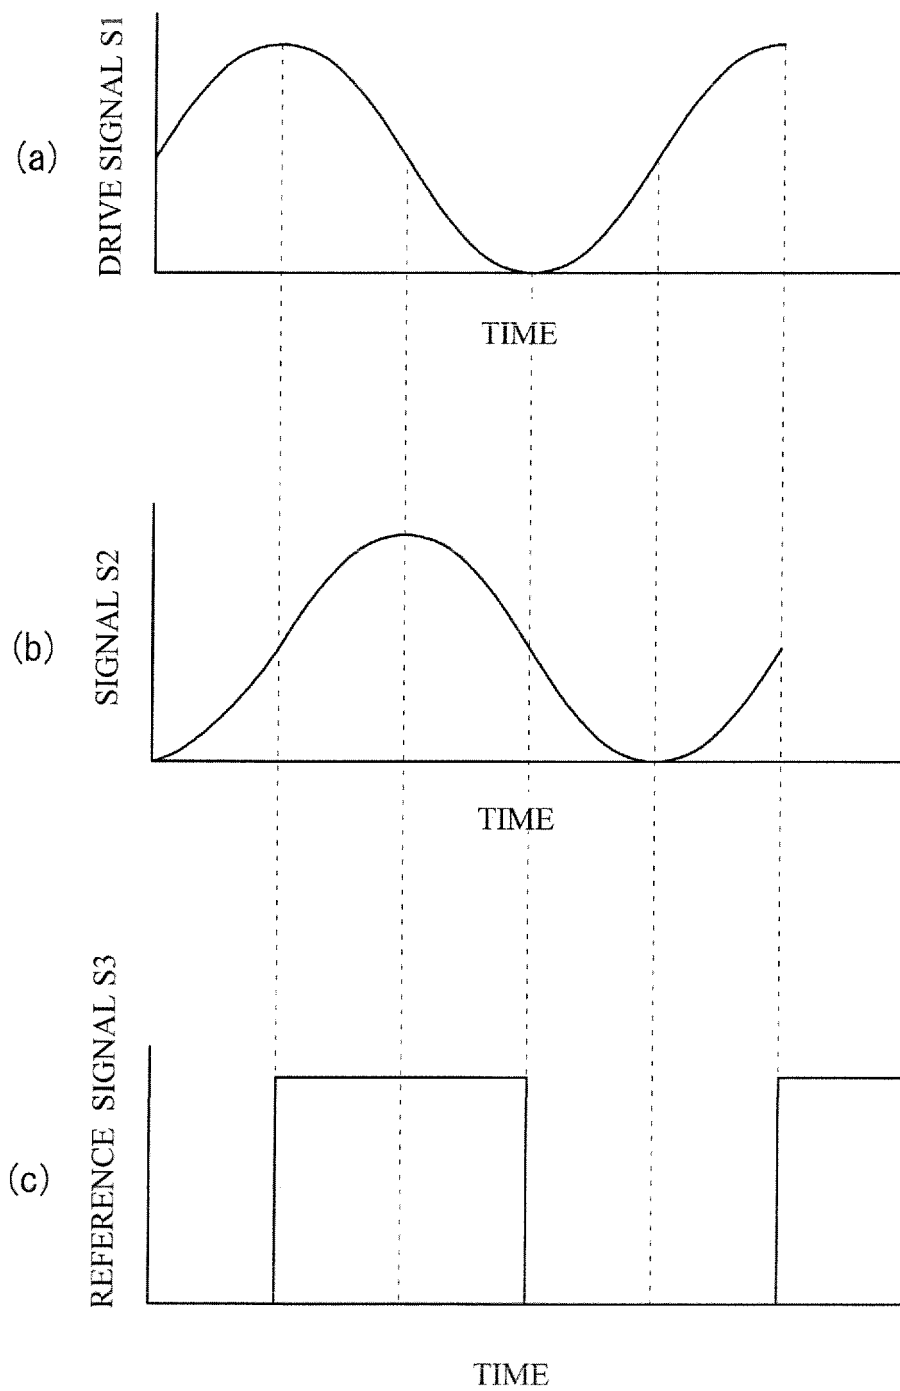 (a)
DRIVE SIGNAL S1
TIME
(b)
SIGNAL S2
TIME
(c)
REFERENCE SIGNAL S3
TIME